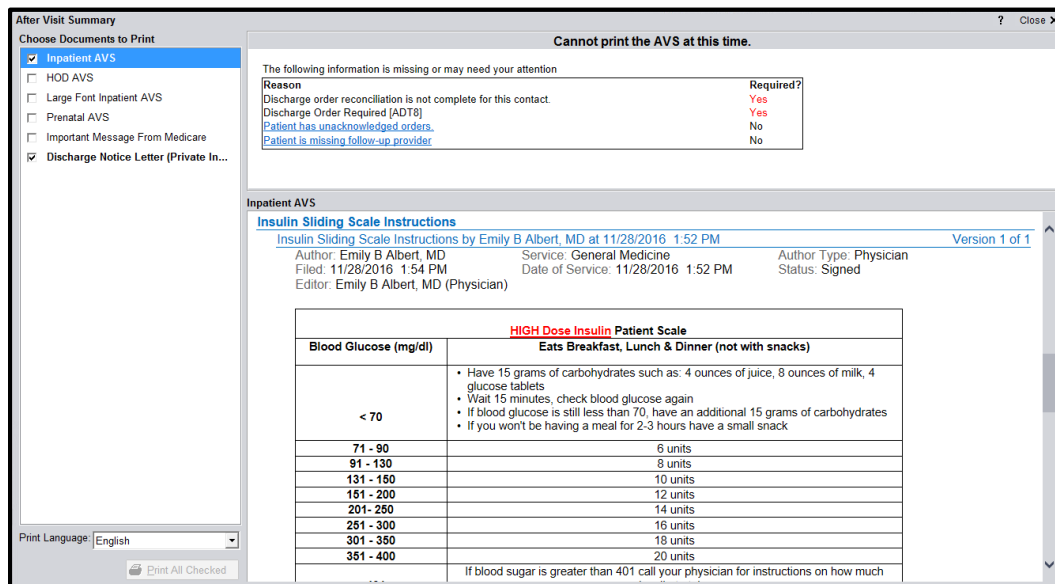 After Visit Summary
? Close X
Choose Documents to Print
Inpatient AVS
HOD AVS
Large Font Inpatient AVS
Prenatal AVS
Important Message From Medicare
Discharge Notice Letter (Private In...
Print Language: English
Print All Checked
Cannot print the AVS at this time.
The following information is missing or may need your attention
Reason Required?
Discharge order reconciliation is not complete for this contact. Yes
Discharge Order Required [ADT8] Yes
Patient has unacknowledged orders. No
Patient is missing follow-up provider No
Inpatient AVS
Insulin Sliding Scale Instructions
Insulin Sliding Scale Instructions by Emily B Albert, MD at 11/28/2016 1:52 PM Version 1 of 1
Author: Emily B Albert, MD Service: General Medicine Author Type: Physician
Filed: 11/28/2016 1:54 PM Date of Service: 11/28/2016 1:52 PM Status: Signed
Editor: Emily B Albert, MD (Physician)
HIGH Dose Insulin Patient Scale
Blood Glucose (mg/dl) Eats Breakfast, Lunch & Dinner (not with snacks)
< 70
• Have 15 grams of carbohydrates such as: 4 ounces of juice, 8 ounces of milk, 4
glucose tablets
• Wait 15 minutes, check blood glucose again
• If blood glucose is still less than 70, have an additional 15 grams of carbohydrates
• If you won't be having a meal for 2-3 hours have a small snack
71 - 90 6 units
91 - 130 8 units
131 - 150 10 units
151 - 200 12 units
201- 250 14 units
251 - 300 16 units
301 - 350 18 units
351 - 400 20 units
If blood sugar is greater than 401 call your physician for instructions on how much